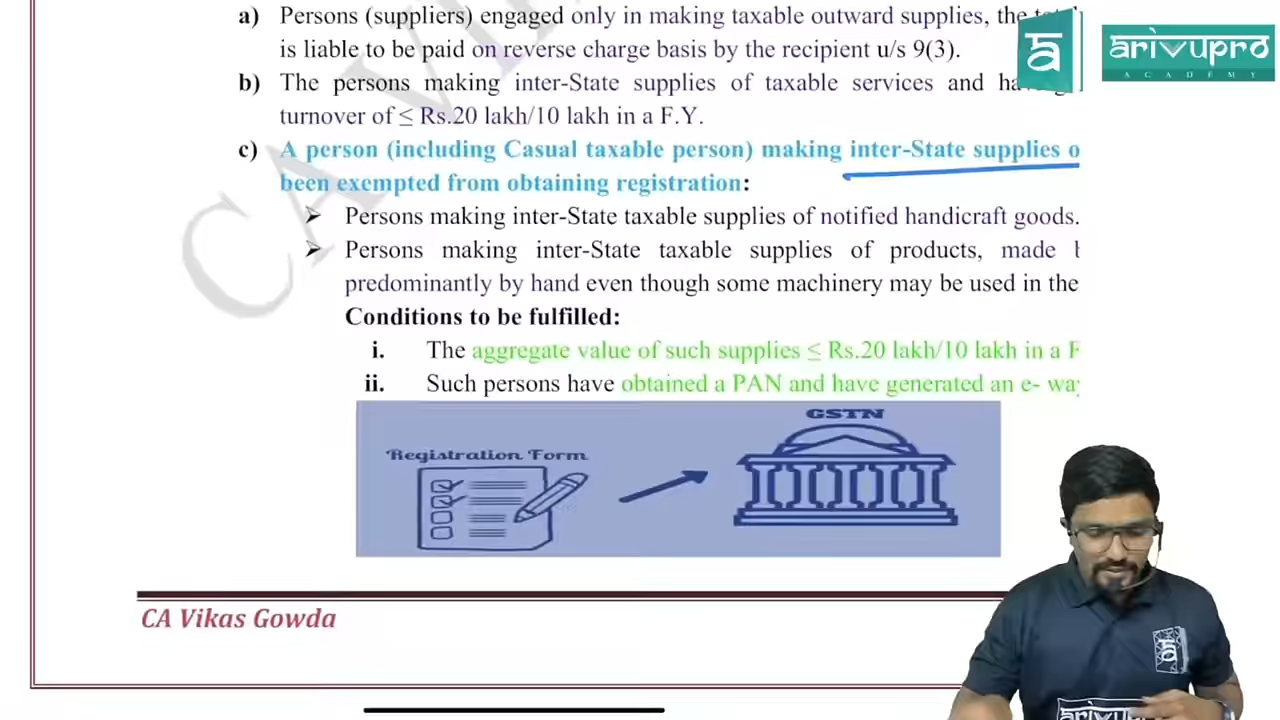 a) Persons (suppliers) engaged only in making taxable outward supplies, the
is liable to be paid on reverse charge basis by the recipient u/s 9(3).
b) The persons making inter-State supplies of taxable services and
turnover of ≤ Rs.20 lakh/10 lakh in a F.Y.
c) A person (including Casual taxable person) making inter-State supplies o
been exempted from obtaining registration:
➤ Persons making inter-State taxable supplies of notified handicraft goods.
➤ Persons making inter-State taxable supplies of products, made
predominantly by hand even though some machinery may be used in the
Conditions to be fulfilled:
i. The aggregate value of such supplies ≤ Rs.20 lakh/10 lakh in a F
ii. Such persons have obtained a PAN and have generated an e- way
Registration Form
GSTN
CA Vikas Gowda
arivupro
ACADEMY
CA VI
arivupro